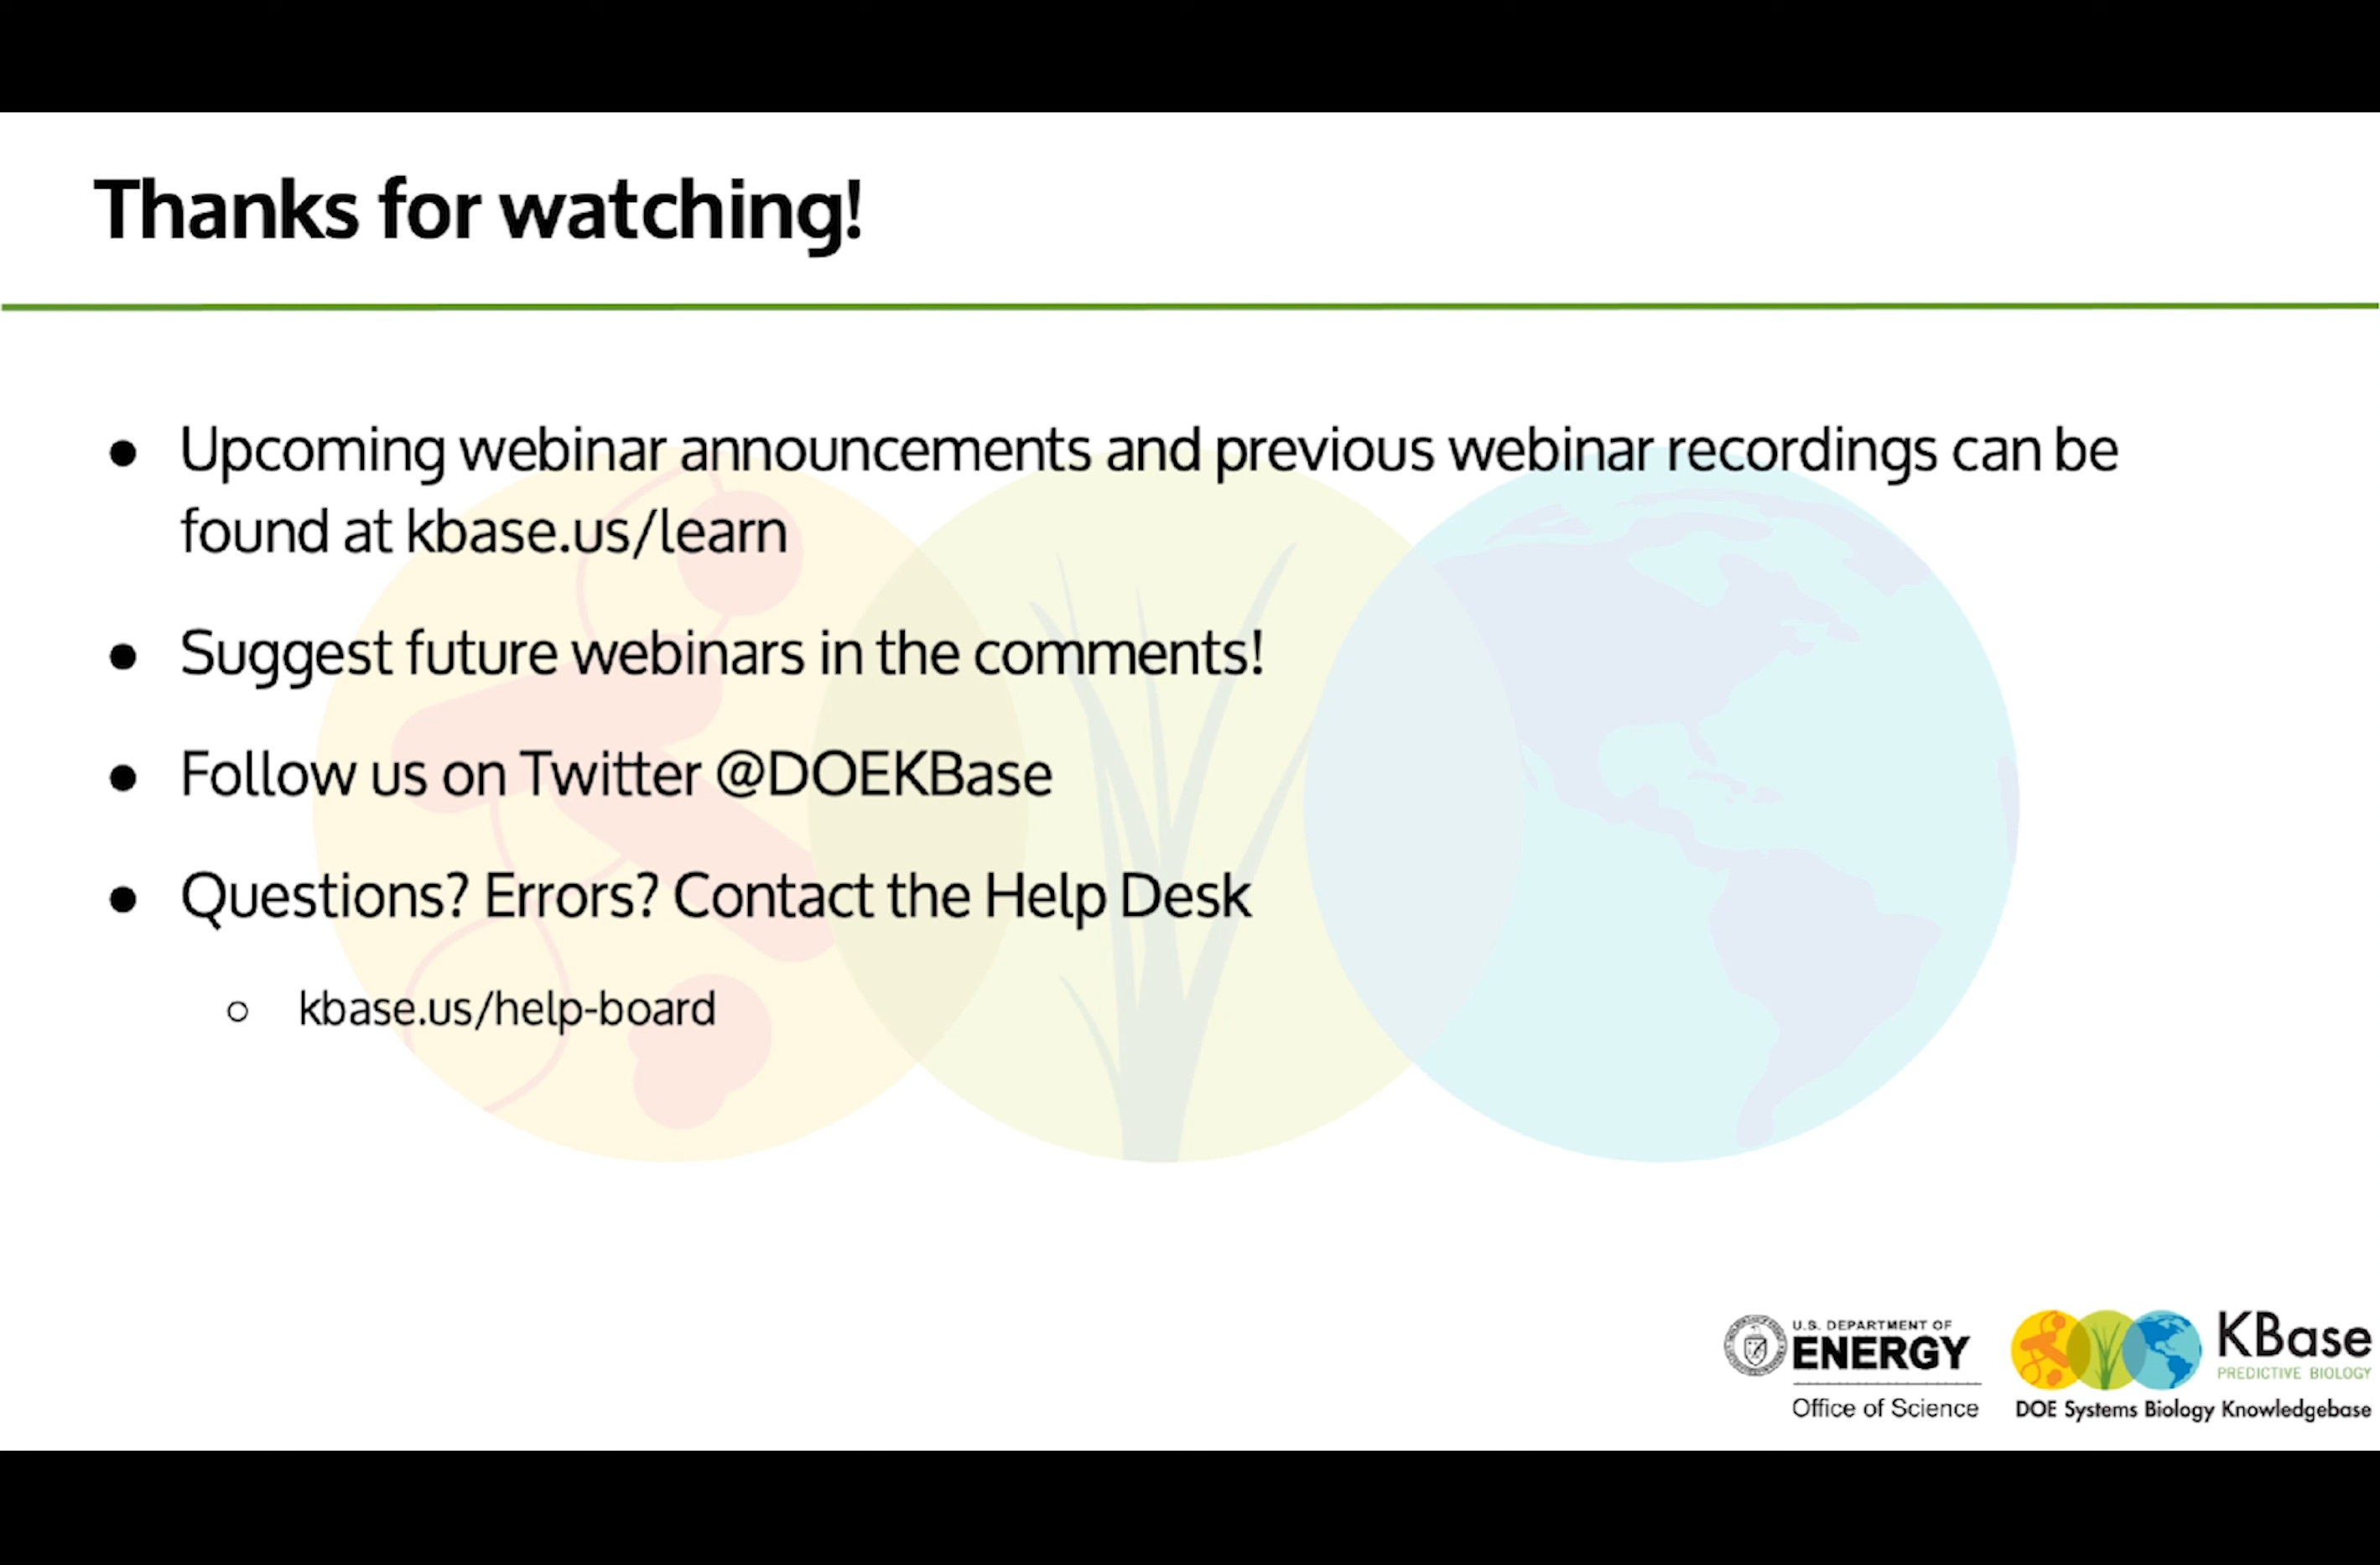 Thanks for watching!
● Upcoming webinar announcements and previous webinar recordings can be
found at kbase.us/learn
● Suggest future webinars in the comments!
● Follow us on Twitter @DOEKBase
● Questions? Errors? Contact the Help Desk
○ kbase.us/help-board
U.S. DEPARTMENT OF
ENERGY
Office of Science
KBase
PREDICTIVE BIOLOGY
DOE Systems Biology Knowledgebase